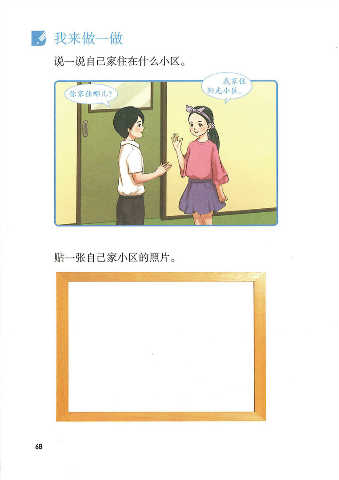 我来做一做
说一说自己家住在什么小区。
你家住哪儿？
我家住
阳光小区。
贴一张自己家小区的照片。
68